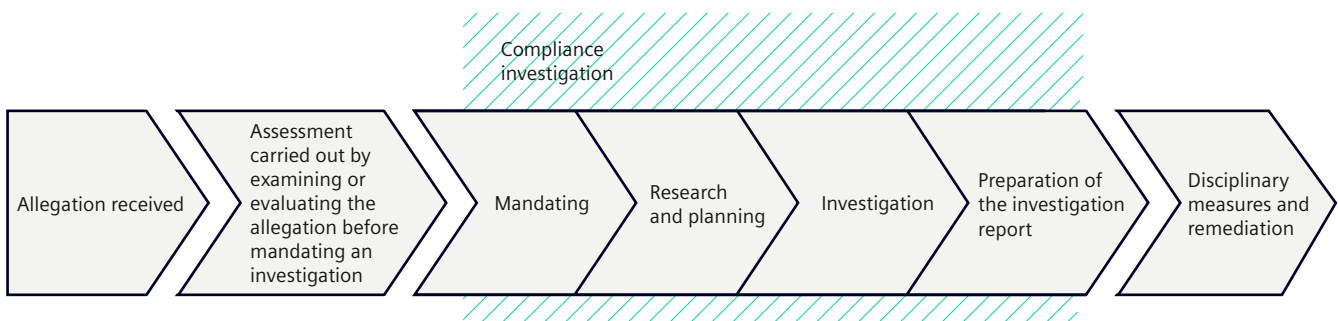 Compliance
investigation
Allegation received
Assessment
carried out by
examining or
evaluating the
allegation before
mandating an
investigation
Mandating
Research
and planning
Investigation
Preparation of
the investigation
report
Disciplinary
measures and
remediation